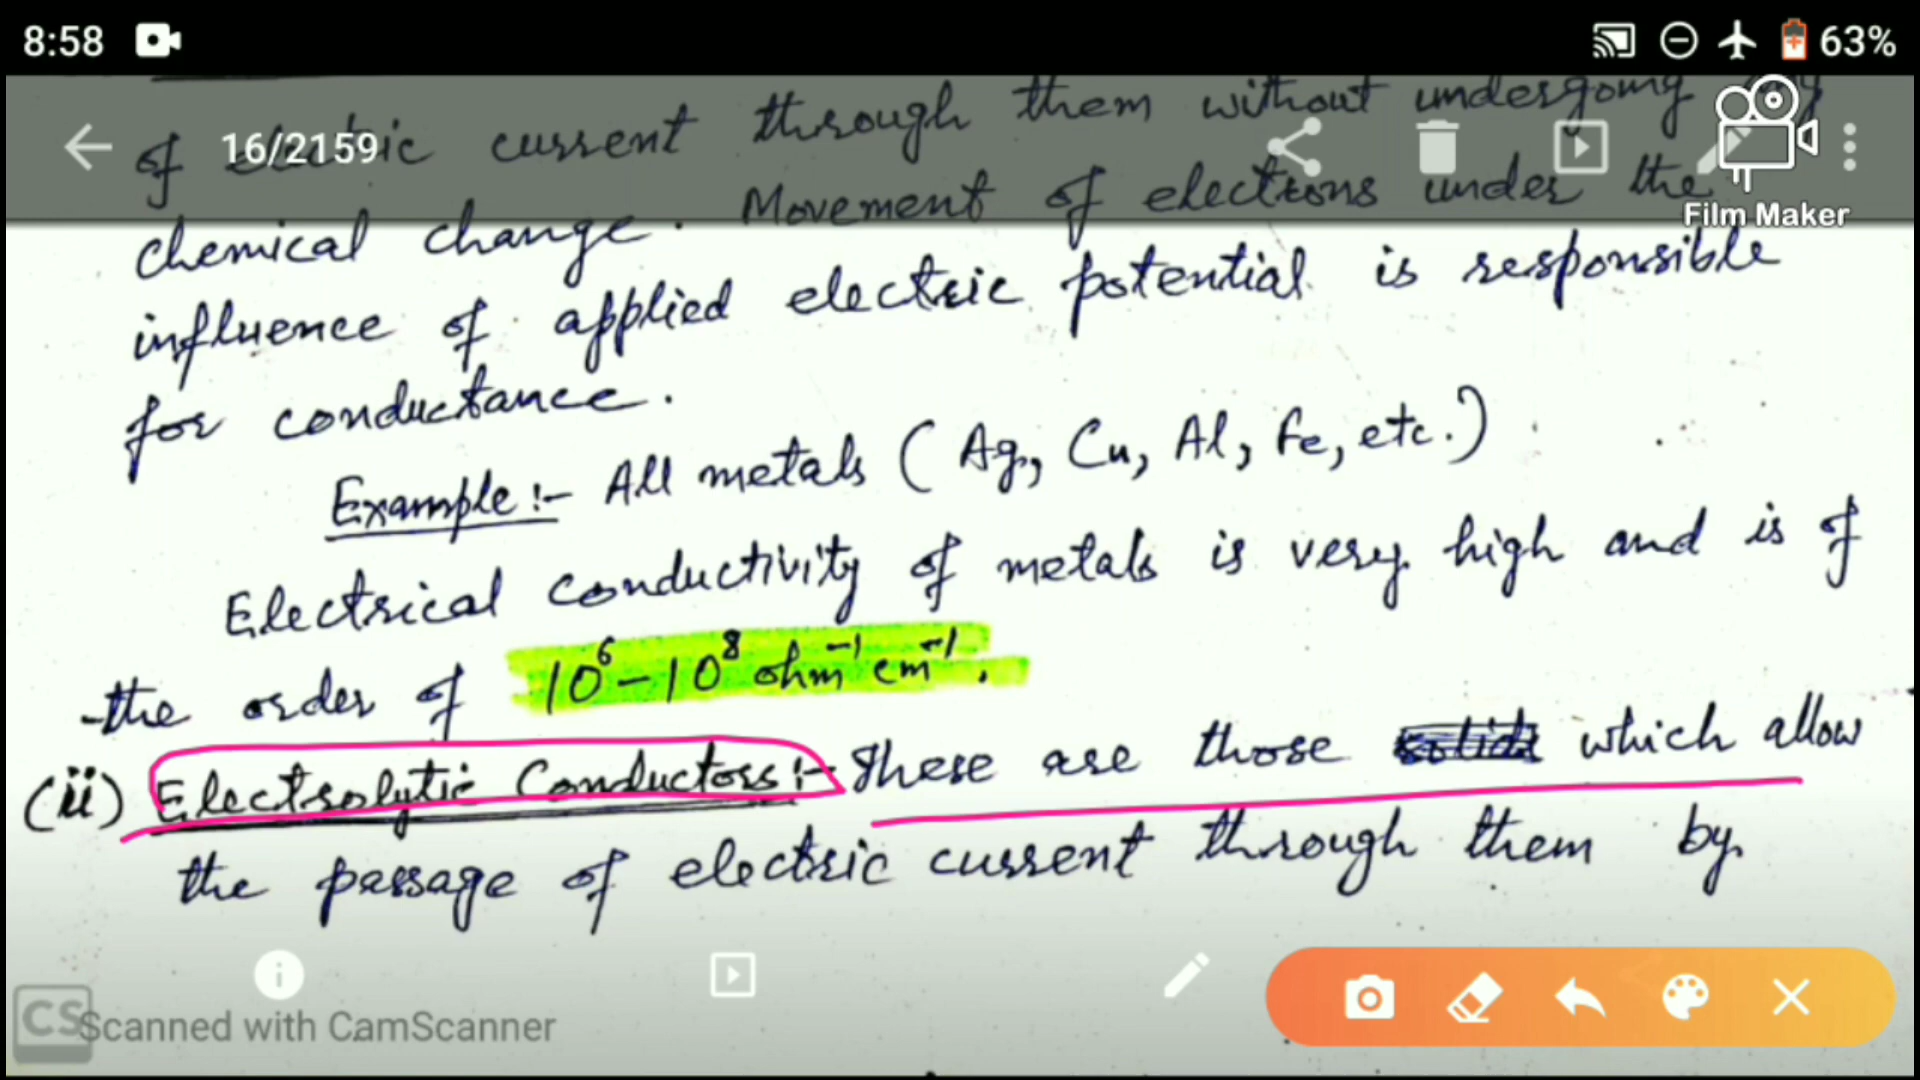 8:58 63%
of electric current through them without undergoing
16/2159
chemical change. Movement of electrons under the
Film Maker
influence of applied electric potential is responsible
for conductance.
Example:- All metals (Ag, Cu, Al, Fe, etc.)
Electrical conductivity of metals is very high and is of
the order of 10⁶-10⁸ ohm⁻¹cm⁻¹.
(ii) Electrolytic Conductors:- These are those solids which allow
the passage of electric current through them by
CS Scanned with CamScanner